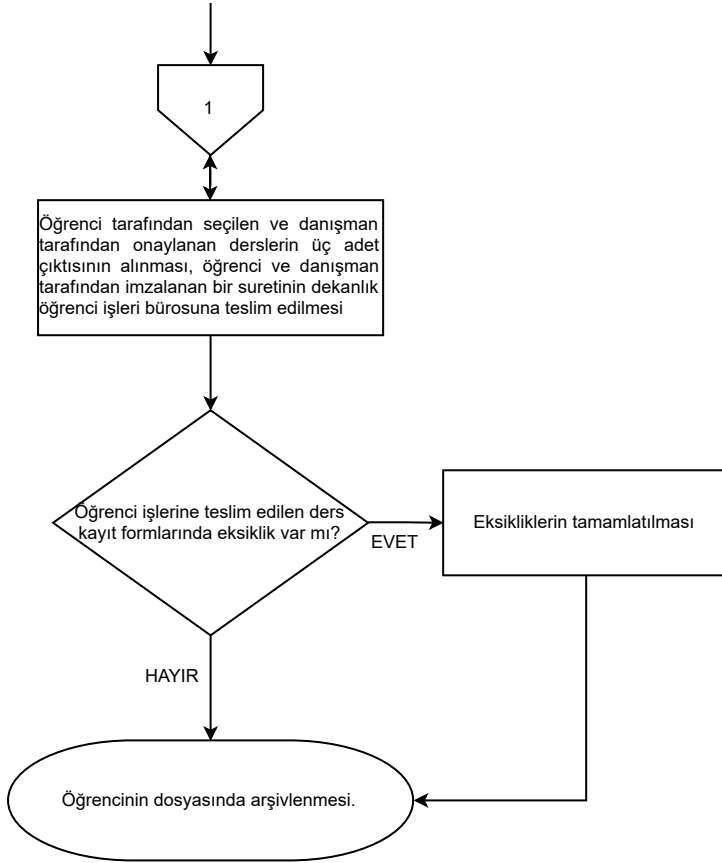 1
Öğrenci tarafından seçilen ve danışman
tarafından onaylanan derslerin üç adet
çıktısının alınması, öğrenci ve danışman
tarafından imzalanan bir suretinin dekanlık
öğrenci işleri bürosuna teslim edilmesi
Öğrenci işlerine teslim edilen ders
kayıt formlarında eksiklik var mı?
EVET
Eksikliklerin tamamlatılması
HAYIR
Öğrencinin dosyasında arşivlenmesi.